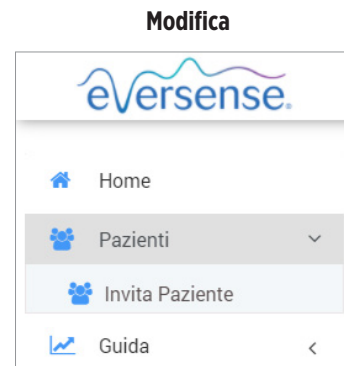 Modifica
eversense.
Home
Pazienti
Invita Paziente
Guida